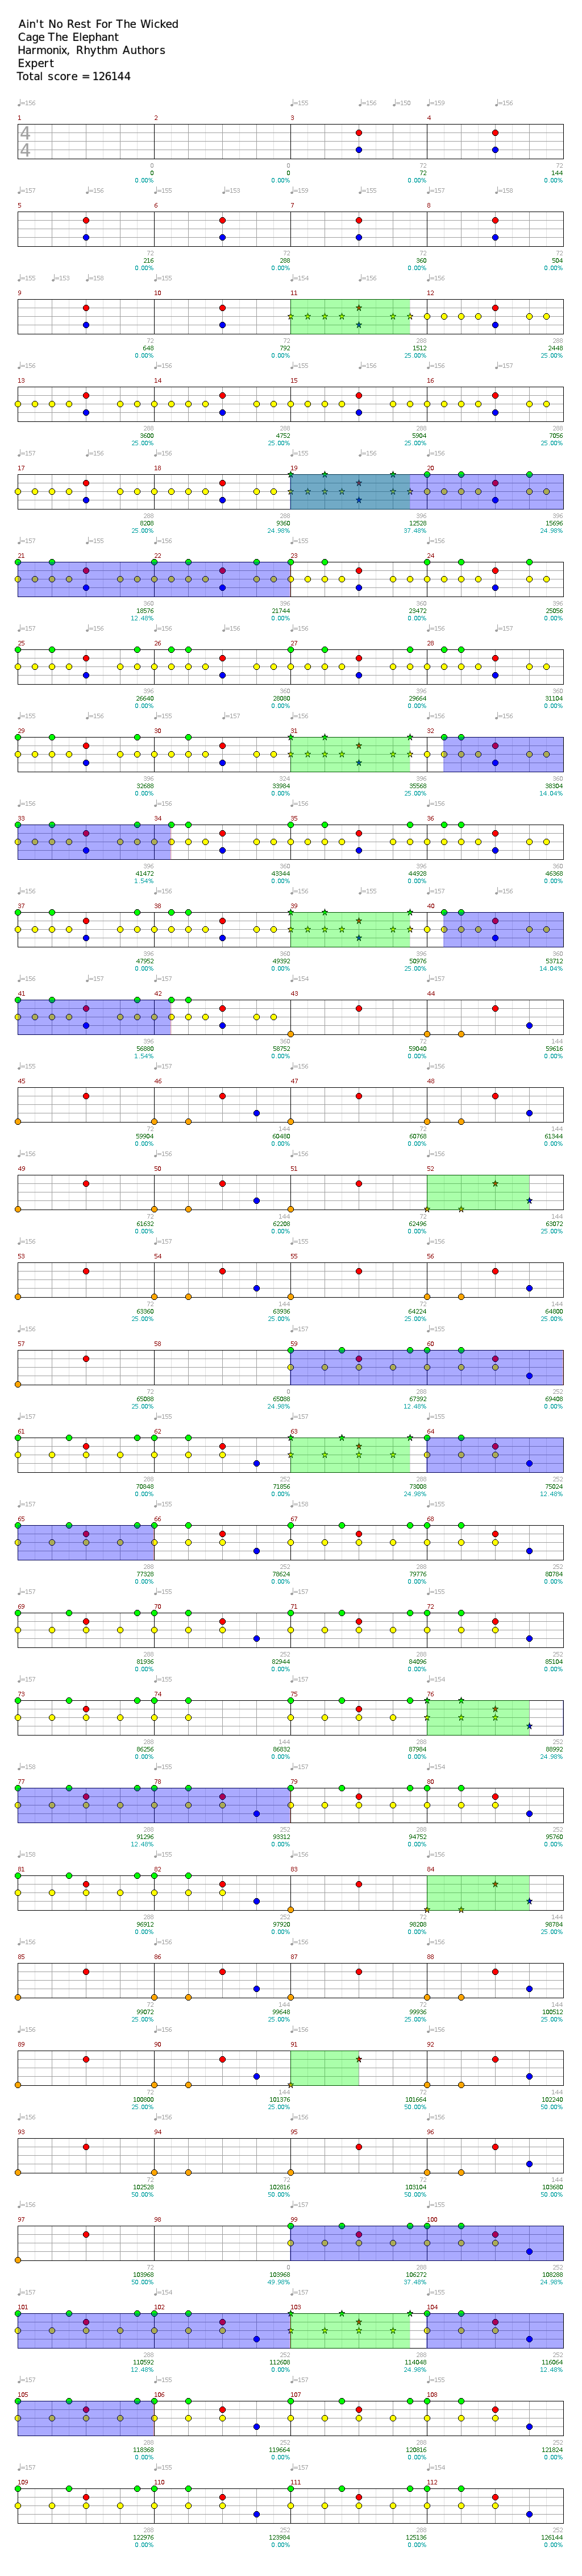 Ain't No Rest For The Wicked
Cage The Elephant
Harmonix, Rhythm Authors
Expert
Total score = 126144
♩=156 ♩=155 ♩=156 ♩=150 ♩=159 ♩=156
1 2 3 4
4
4
0 0 72 72
0 0 72 144
0.00% 0.00% 0.00% 0.00%
♩=157 ♩=156 ♩=155 ♩=153 ♩=159 ♩=156 ♩=157 ♩=156
5 6 7 8
72 72 72 72
216 288 360 504
0.00% 0.00% 0.00% 0.00%
♩=155 ♩=153 ♩=158 ♩=155 ♩=154 ♩=156
9 10 11 12
72 72 288 288
648 792 1512 2448
0.00% 0.00% 25.00% 25.00%
♩=156 ♩=155 ♩=156 ♩=157
13 14 15 16
288 288 288 288
3600 4752 5904 7056
25.00% 25.00% 25.00% 25.00%
17 18 19 20
288 288 396 396
8208 9360 12528 15696
25.00% 24.98% 37.48% 24.98%
21 22 23 24
360 396 360 396
18576 21744 23472 25056
12.48% 0.00% 0.00% 0.00%
25 26 27 28
396 360 396 360
26640 28080 29664 31104
0.00% 0.00% 0.00% 0.00%
29 30 31 32
396 324 396 360
32688 33984 35568 38304
0.00% 0.00% 25.00% 14.04%
33 34 35 36
396 360 396 360
41472 43344 44928 46368
1.54% 0.00% 0.00% 0.00%
37 38 39 40
396 360 396 360
47952 49392 50976 53712
0.00% 0.00% 25.00% 14.04%
41 42 43 44
396 360 72 144
56880 58752 59040 59616
1.54% 0.00% 0.00% 0.00%
45 46 47 48
72 144 72 144
59904 60480 60768 61344
0.00% 0.00% 0.00% 0.00%
49 50 51 52
72 144 72 144
61632 62208 62496 63072
0.00% 0.00% 0.00% 25.00%
53 54 55 56
72 144 72 144
63360 63936 64224 64800
25.00% 25.00% 25.00% 25.00%
57 58 59 60
72 0 288 252
65088 65088 67392 69408
25.00% 24.98% 12.48% 0.00%
61 62 63 64
288 252 288 252
70848 71856 73008 75024
0.00% 0.00% 24.98% 12.48%
65 66 67 68
288 252 288 252
77328 78624 79776 80784
0.00% 0.00% 0.00% 0.00%
69 70 71 72
288 252 288 252
81936 82944 84096 85104
0.00% 0.00% 0.00% 0.00%
73 74 75 76
288 144 288 252
86256 86832 87984 88992
0.00% 0.00% 0.00% 24.98%
77 78 79 80
288 252 288 252
91296 93312 94752 95760
12.48% 0.00% 0.00% 0.00%
81 82 83 84
288 252 72 144
96912 97920 98208 98784
0.00% 0.00% 0.00% 25.00%
85 86 87 88
72 144 72 144
99072 99648 99936 100512
25.00% 25.00% 25.00% 25.00%
89 90 91 92
72 144 72 144
100800 101376 101664 102240
25.00% 25.00% 50.00% 50.00%
93 94 95 96
72 72 72 144
102528 102816 103104 103680
50.00% 50.00% 50.00% 50.00%
97 98 99 100
72 0 288 252
103968 103968 106272 108288
50.00% 49.98% 37.48% 24.98%
101 102 103 104
288 252 288 252
110592 112608 114048 116064
12.48% 0.00% 24.98% 12.48%
105 106 107 108
288 252 288 252
118368 119664 120816 121824
0.00% 0.00% 0.00% 0.00%
109 110 111 112
288 252 288 252
122976 123984 125136 126144
0.00% 0.00% 0.00% 0.00%